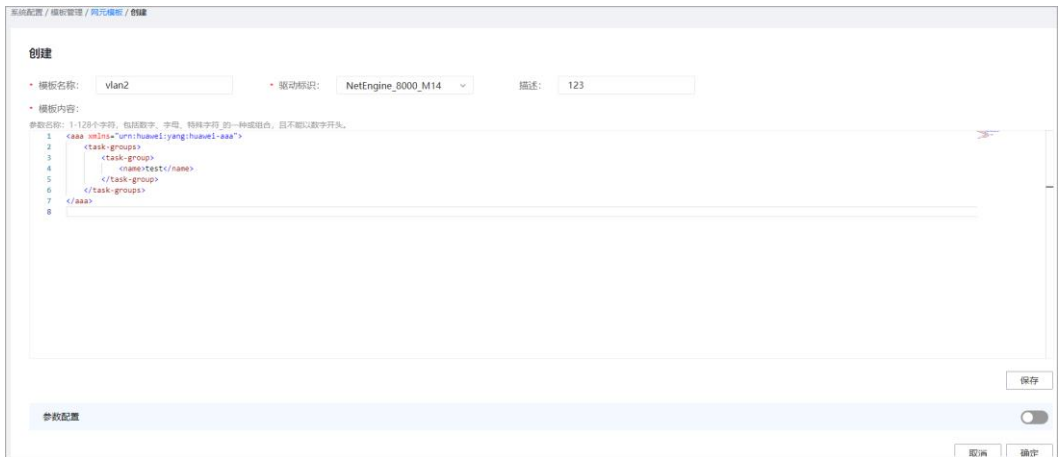 系统配置 / 模板管理 / 网元模板 / 创建
创建
* 模板名称： vlan2 * 驱动标识： NetEngine_8000_M14 描述： 123
* 模板内容：
参数名称：1-128个字符，包括数字、字母、特殊字符_的一种或组合，且不能以数字开头。
1 <aaa xmlns="urn:huawei:yang:huawei-aaa">
2 <task-groups>
3 <task-group>
4 <name>test</name>
5 </task-group>
6 </task-groups>
7 </aaa>
8
保存
参数配置
取消 确定